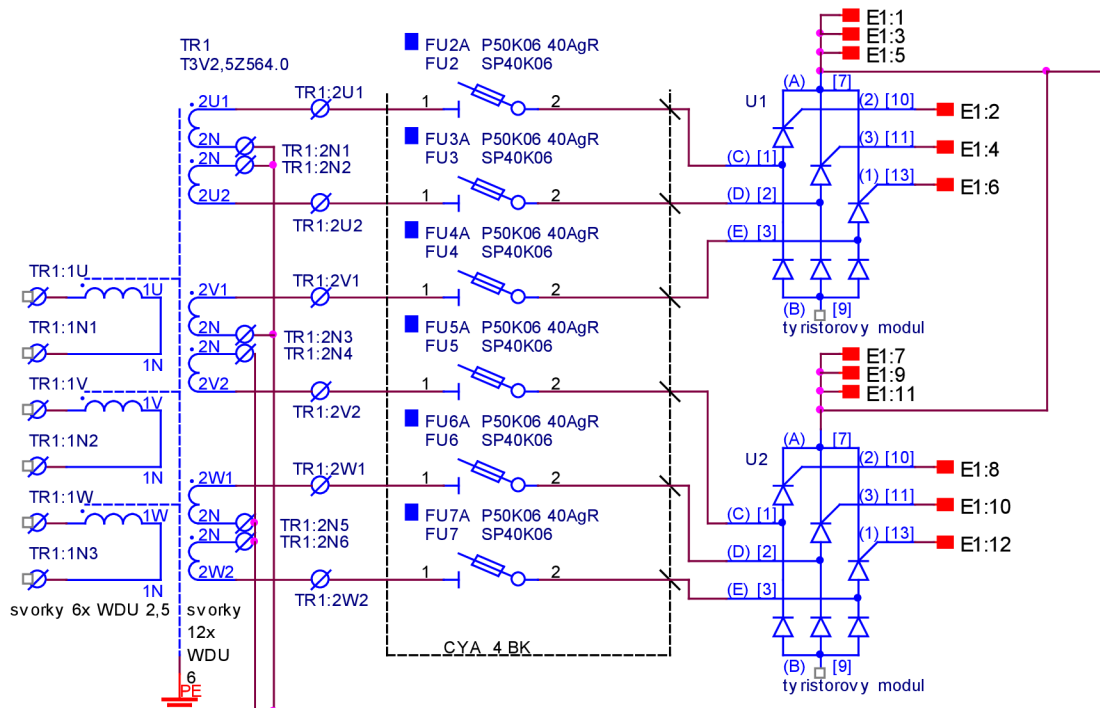 E1:1
E1:3
E1:5
TR1
T3V2,5Z564.0
FU2A P50K06 40AgR
FU2 SP40K06
2U1
TR1:2U1
1
2
U1
(A)
[7]
(2) [10]
E1:2
FU3A P50K06 40AgR
FU3 SP40K06
2N
TR1:2N1
2N
TR1:2N2
(3) [11]
E1:4
(C) [1]
2U2
TR1:2U2
1
2
(D) [2]
(1) [13]
E1:6
FU4A P50K06 40AgR
FU4 SP40K06
(E) [3]
TR1:1U
1U
2V1
TR1:2V1
1
2
(B)
[9]
tyristorovy modul
FU5A P50K06 40AgR
FU5 SP40K06
TR1:1N1
1N
2N
TR1:2N3
2N
TR1:2N4
E1:7
E1:9
E1:11
TR1:1V
1V
2V2
TR1:2V2
1
2
FU6A P50K06 40AgR
FU6 SP40K06
TR1:1N2
1N
(A)
[7]
U2
(2) [10]
E1:8
2W1
TR1:2W1
1
2
TR1:1W
1W
FU7A P50K06 40AgR
FU7 SP40K06
2N
TR1:2N5
2N
TR1:2N6
(3) [11]
E1:10
(C) [1]
(1) [13]
E1:12
TR1:1N3
1N
2W2
TR1:2W2
1
2
(D) [2]
(E) [3]
svorky 6x WDU 2,5
svorky
12x
WDU
6
CYA 4 BK
(B)
[9]
tyristorovy modul
PE